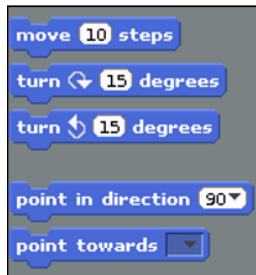 move 10 steps
turn 15 degrees
turn 15 degrees
point in direction 90
point towards